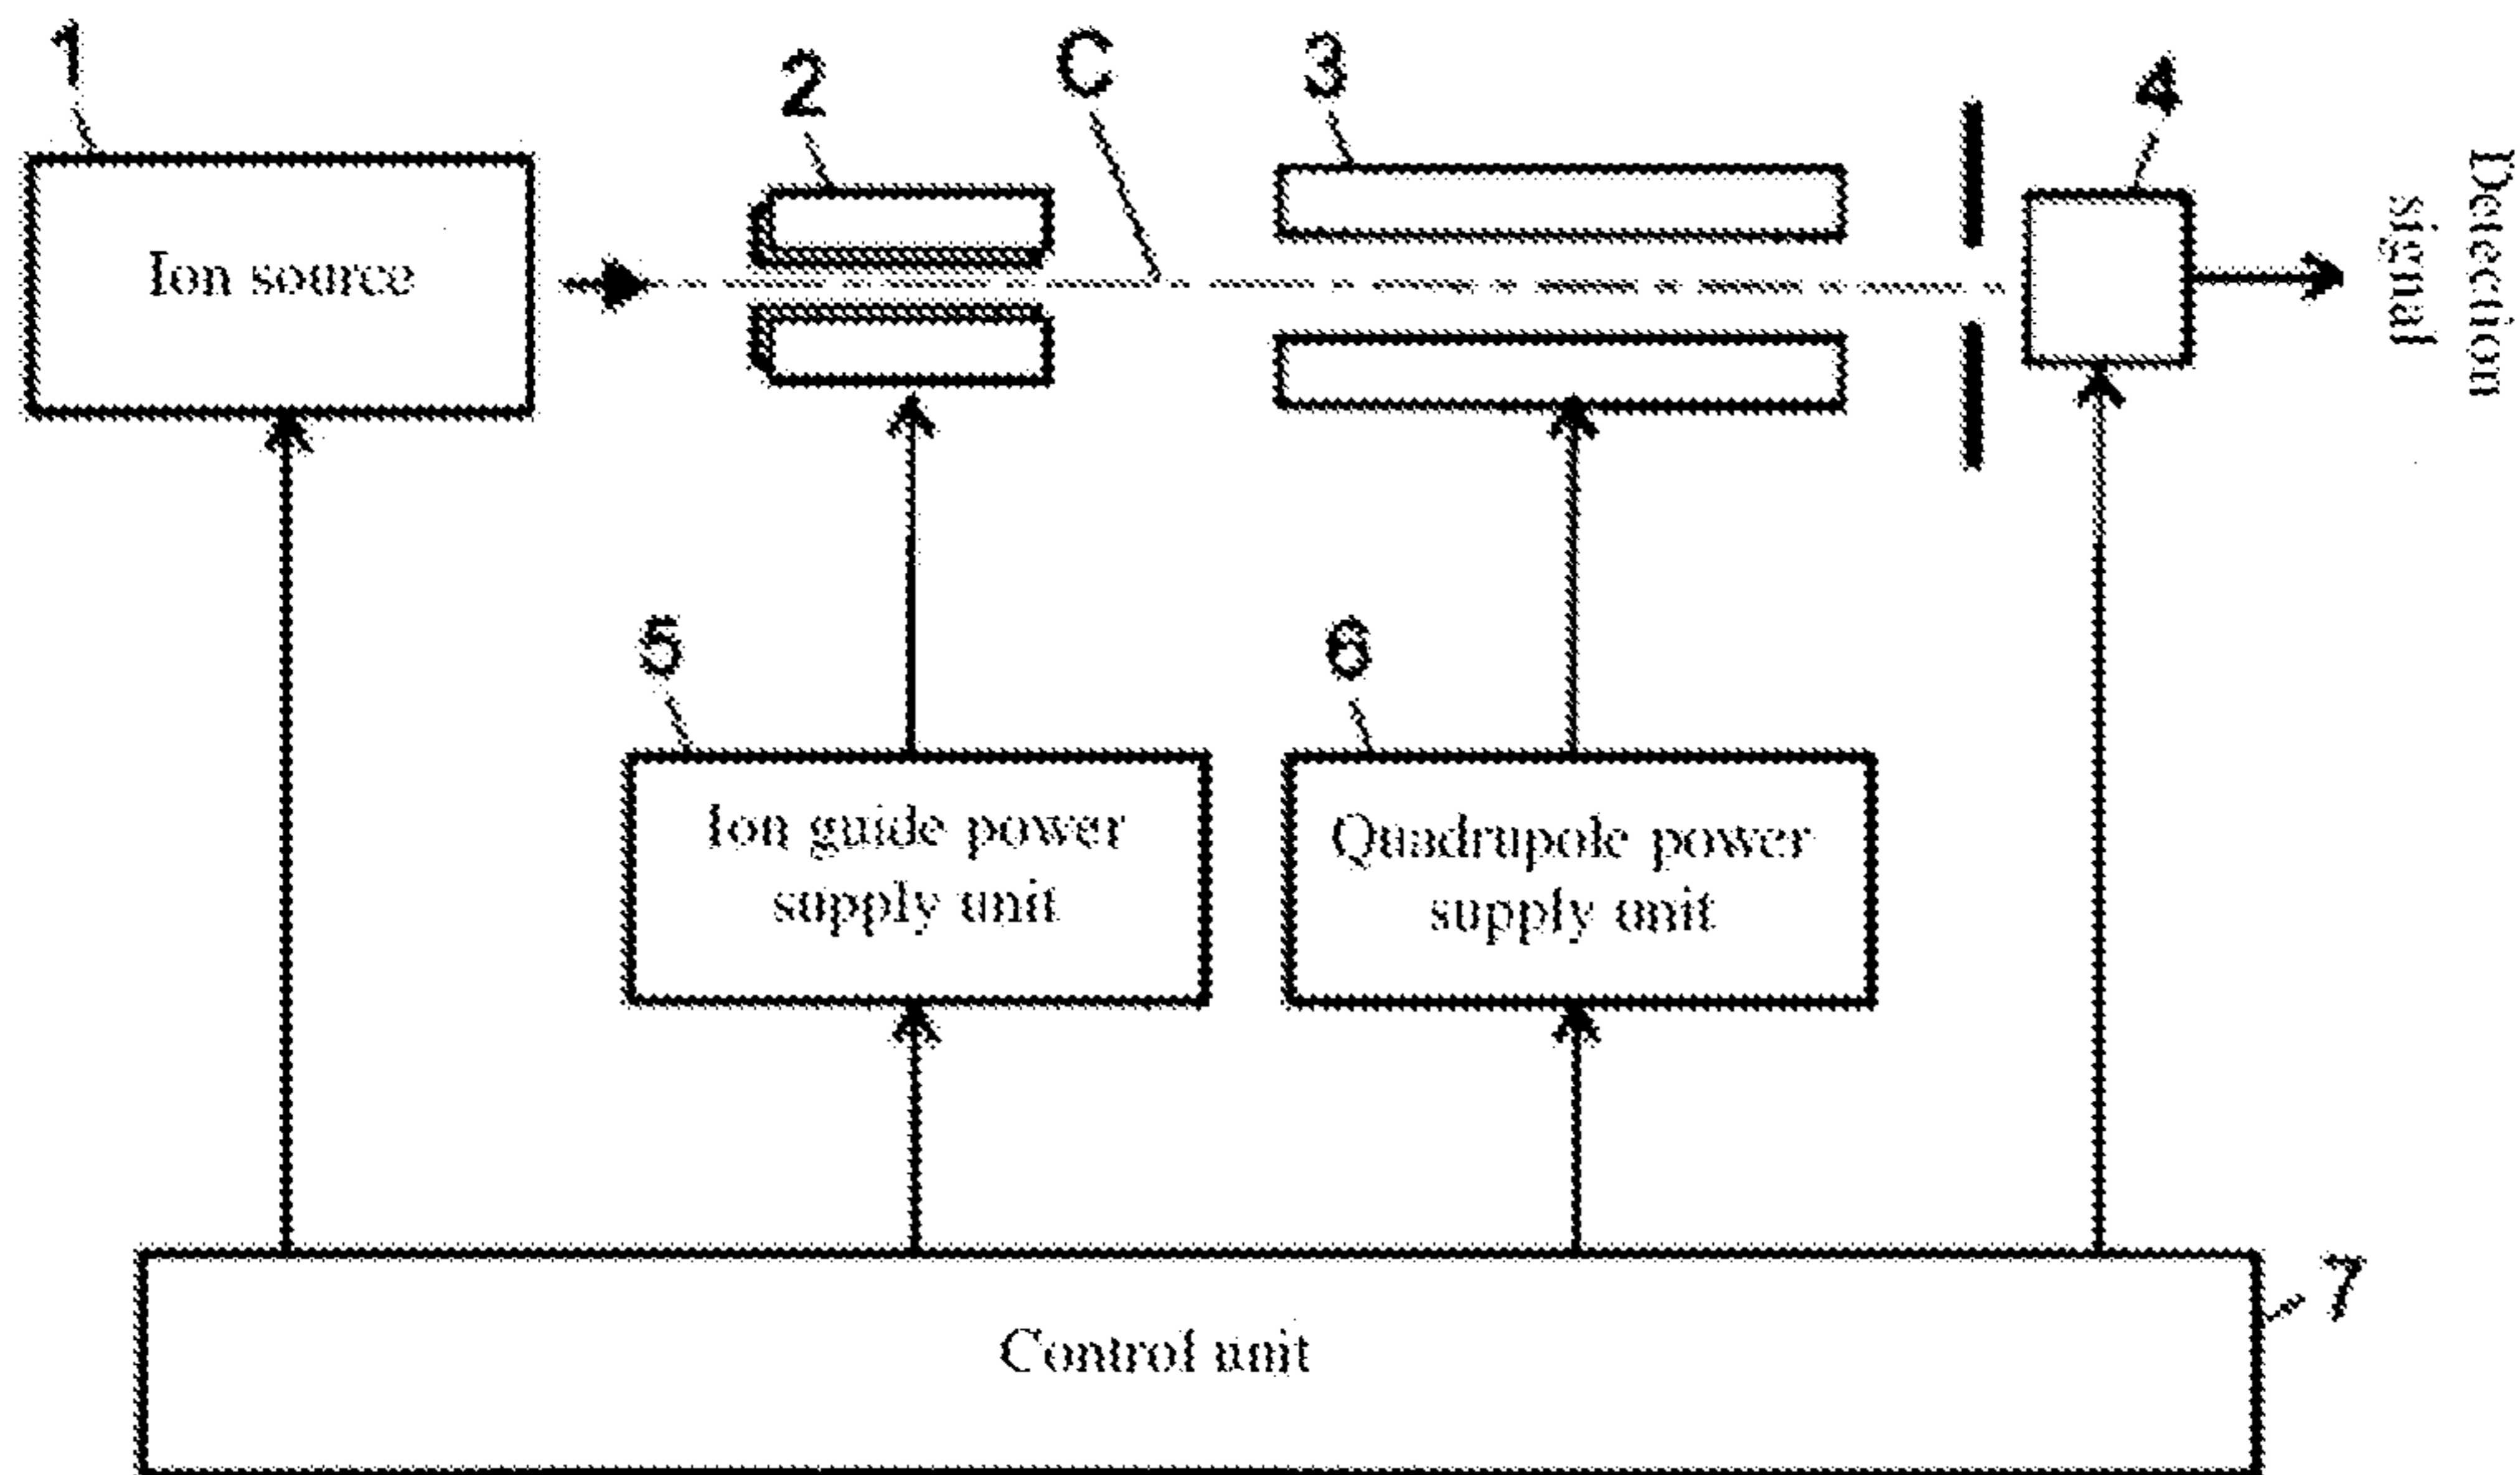 1
2
C
3
4
Ion source
Detection
signal
5
6
Ion guide power
supply unit
Quadrupole power
supply unit
Control unit
7